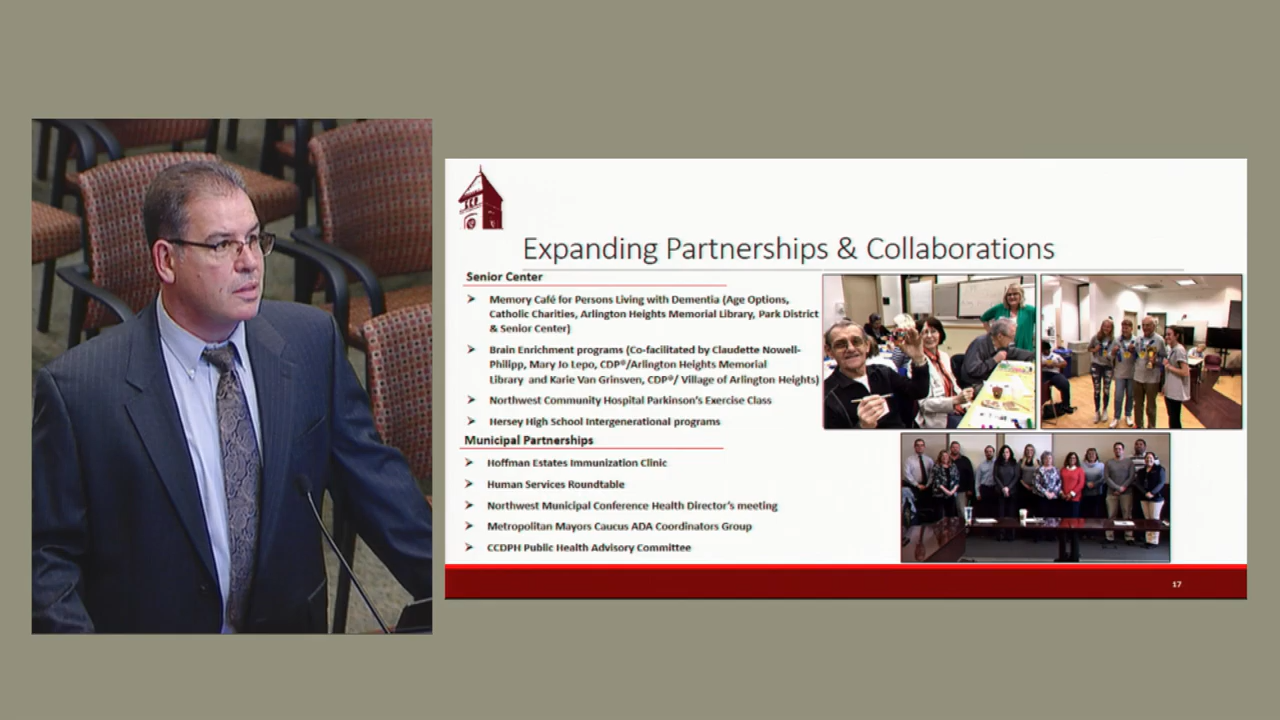 Expanding Partnerships & Collaborations
Senior Center
Memory Café for Persons Living with Dementia (Age Options,
Catholic Charities, Arlington Heights Memorial Library, Park District
& Senior Center)
Brain Enrichment programs (Co-facilitated by Claudette Nowell-
Philipp, Mary Jo Lepo, CDP®/Arlington Heights Memorial
Library and Karie Van Grinsven, CDP®/ Village of Arlington Heights)
Northwest Community Hospital Parkinson's Exercise Class
Hersey High School Intergenerational programs
Municipal Partnerships
Hoffman Estates Immunization Clinic
Human Services Roundtable
Northwest Municipal Conference Health Director's meeting
Metropolitan Mayors Caucus ADA Coordinators Group
CCDPH Public Health Advisory Committee
17